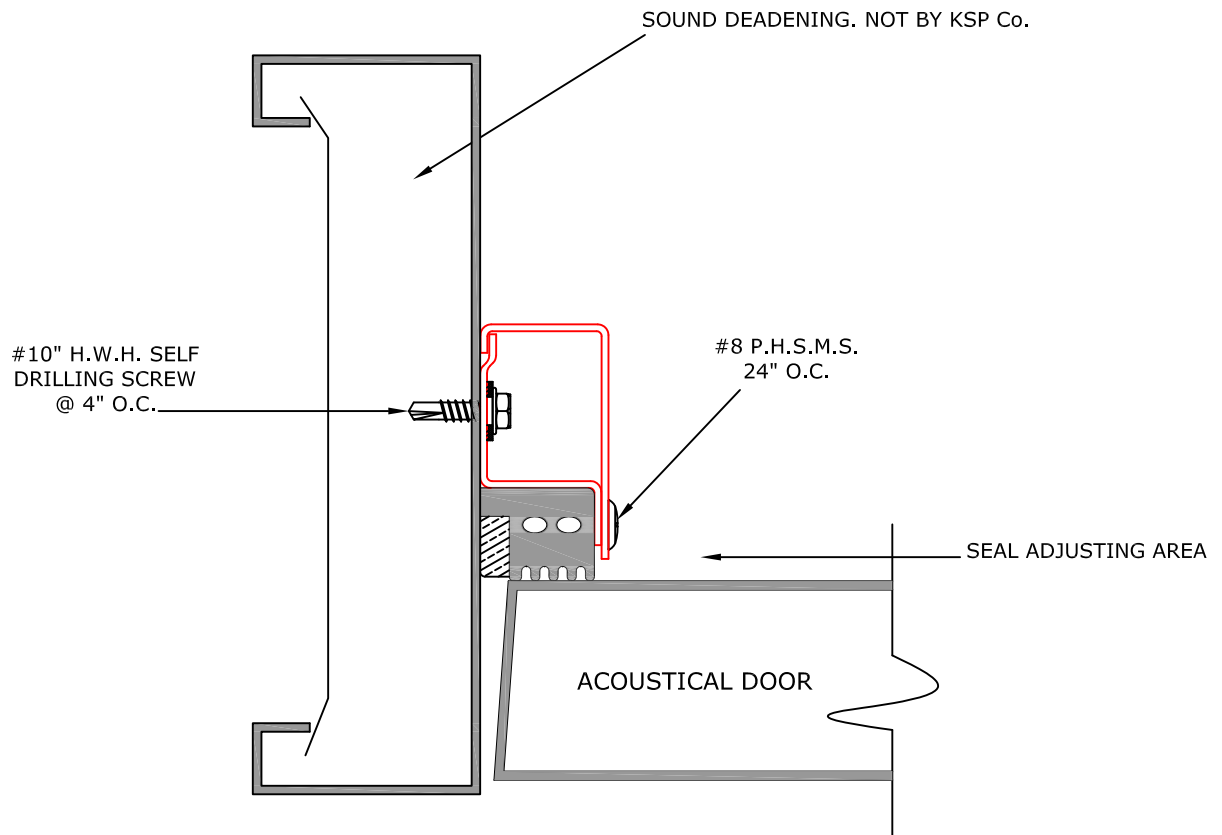 SOUND DEADENING. NOT BY KSP Co.
#10" H.W.H. SELF
DRILLING SCREW
@ 4" O.C.
#8 P.H.S.M.S.
24" O.C.
SEAL ADJUSTING AREA
ACOUSTICAL DOOR